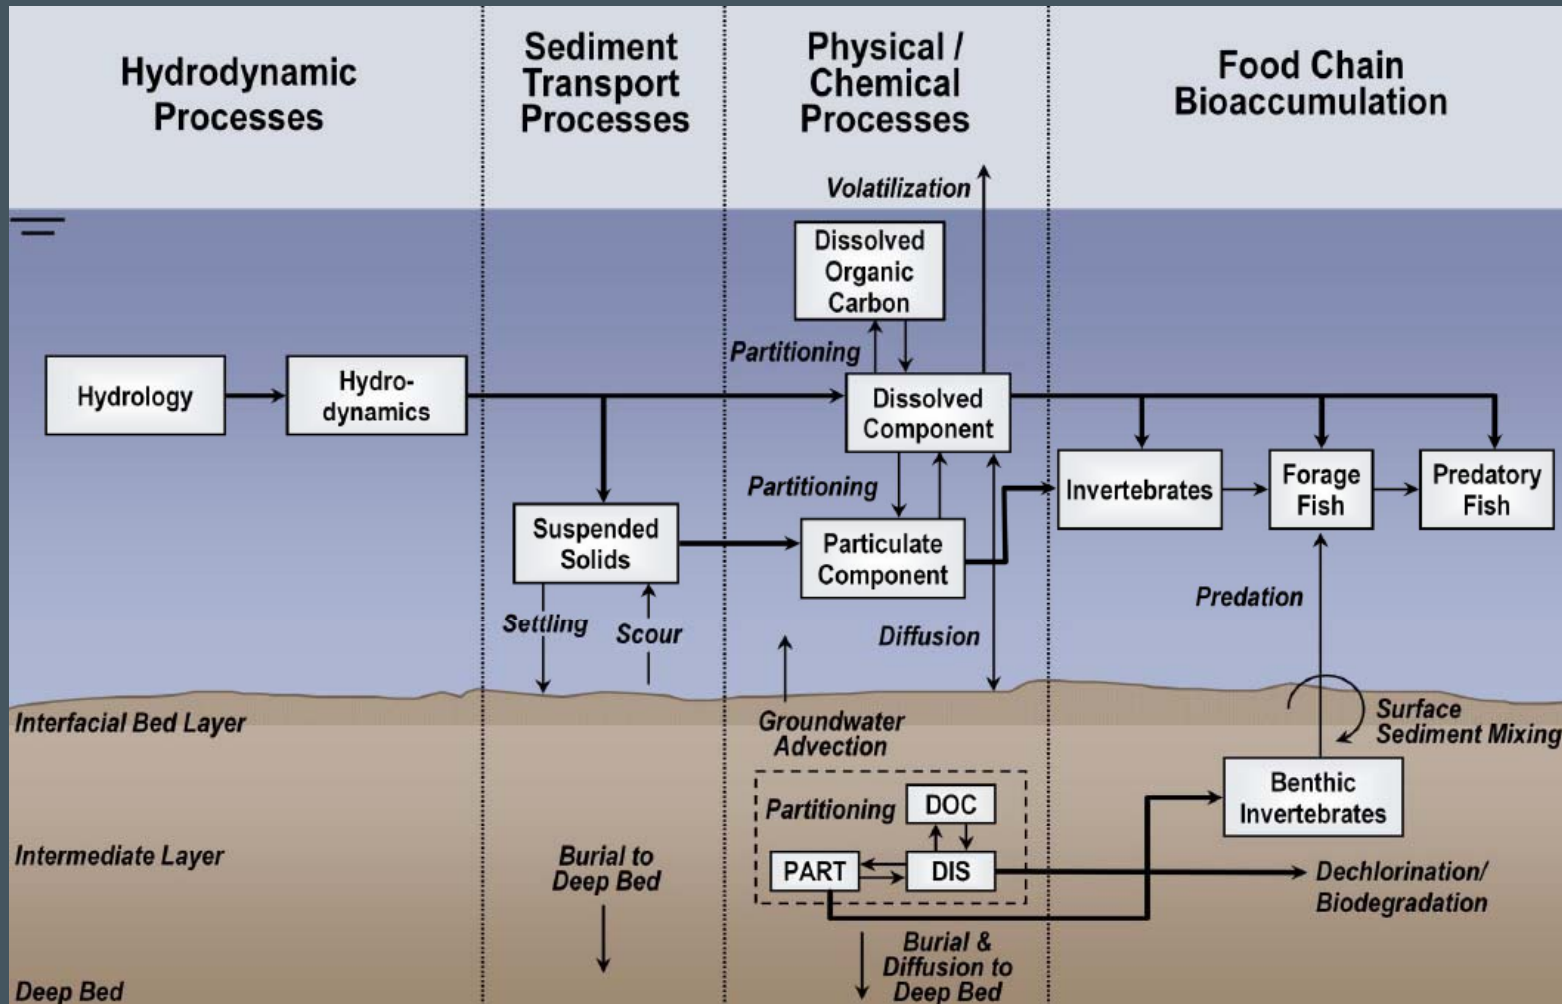 Hydrodynamic
Processes
Sediment
Transport
Processes
Physical /
Chemical
Processes
Food Chain
Bioaccumulation
Volatilization
Dissolved
Organic
Carbon
Partitioning
Hydrology
Hydro-
dynamics
Dissolved
Component
Partitioning
Invertebrates
Forage
Fish
Predatory
Fish
Suspended
Solids
Particulate
Component
Settling
Scour
Diffusion
Predation
Interfacial Bed Layer
Groundwater
Advection
Surface
Sediment Mixing
Partitioning
DOC
Benthic
Invertebrates
Intermediate Layer
Burial to
Deep Bed
PART
DIS
Dechlorination/
Biodegradation
Burial &
Diffusion to
Deep Bed
Deep Bed